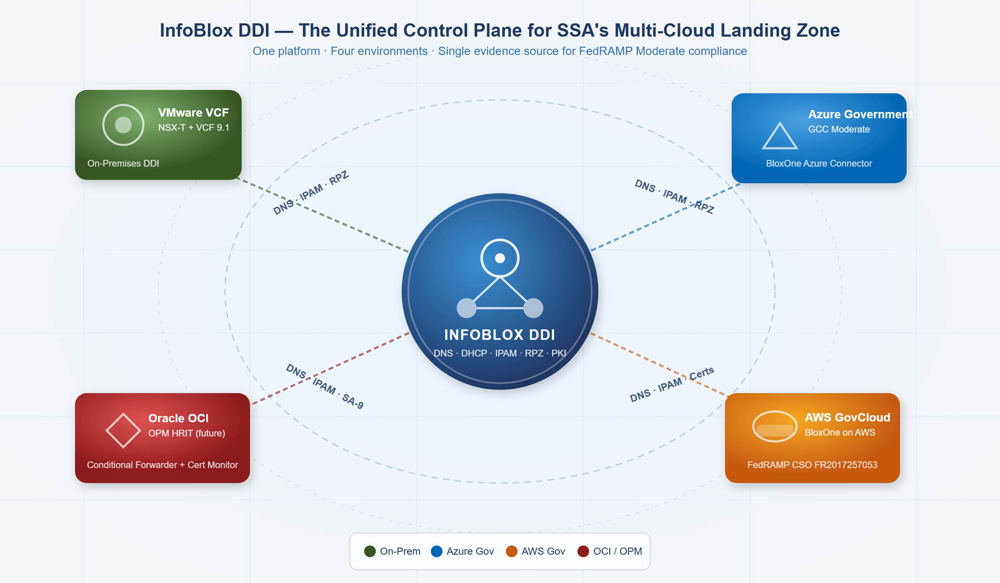 InfoBlox DDI — The Unified Control Plane for SSA's Multi-Cloud Landing Zone
One platform · Four environments · Single evidence source for FedRAMP Moderate compliance
VMware VCF
NSX-T + VCF 9.1
On-Premises DDI
Azure Government
GCC Moderate
BloxOne Azure Connector
DNS · IPAM · RPZ
DNS · IPAM · RPZ
INFOBLOX DDI
DNS · DHCP · IPAM · RPZ · PKI
DNS · IPAM · SA-9
DNS · IPAM · Certs
Oracle OCI
OPM HRIT (future)
Conditional Forwarder + Cert Monitor
AWS GovCloud
BloxOne on AWS
FedRAMP CSO FR2017257053
On-Prem
Azure Gov
AWS Gov
OCI / OPM